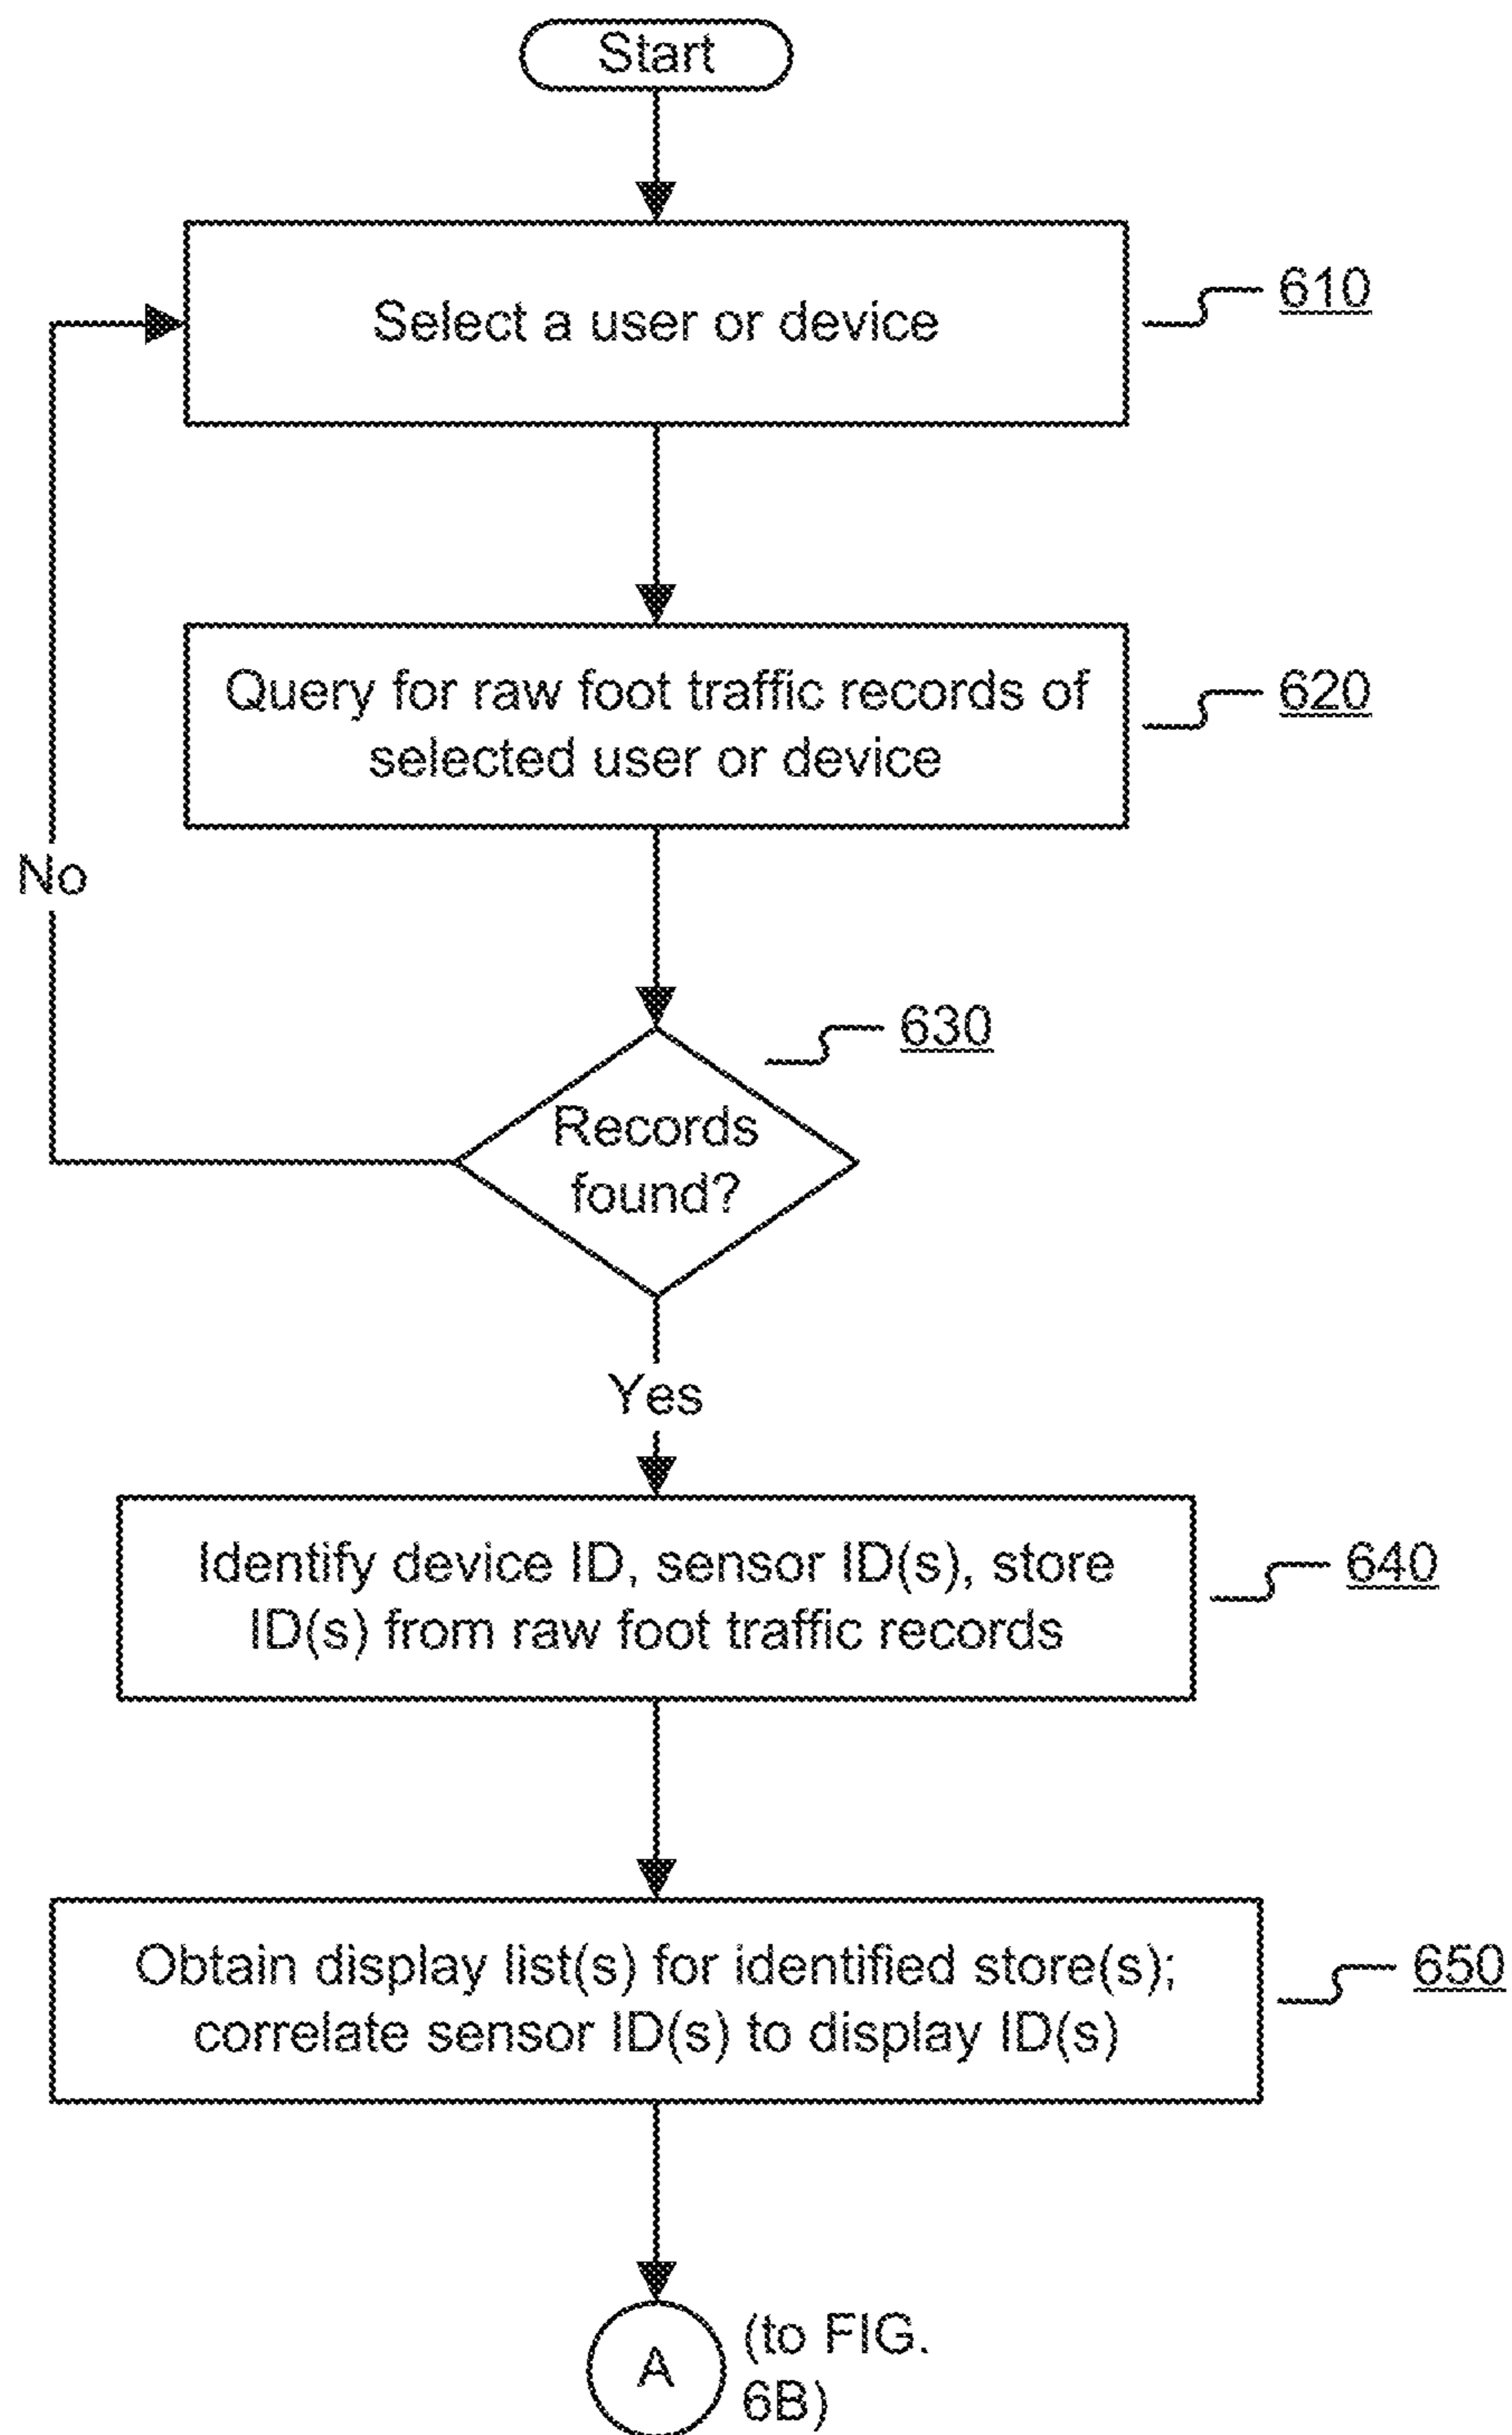 Start
Select a user or device
610
Query for raw foot traffic records of
selected user or device
620
No
630
Records
found?
Yes
Identify device ID, sensor ID(s), store
ID(s) from raw foot traffic records
640
Obtain display list(s) for identified store(s);
correlate sensor ID(s) to display ID(s)
650
A
(to FIG.
6B)